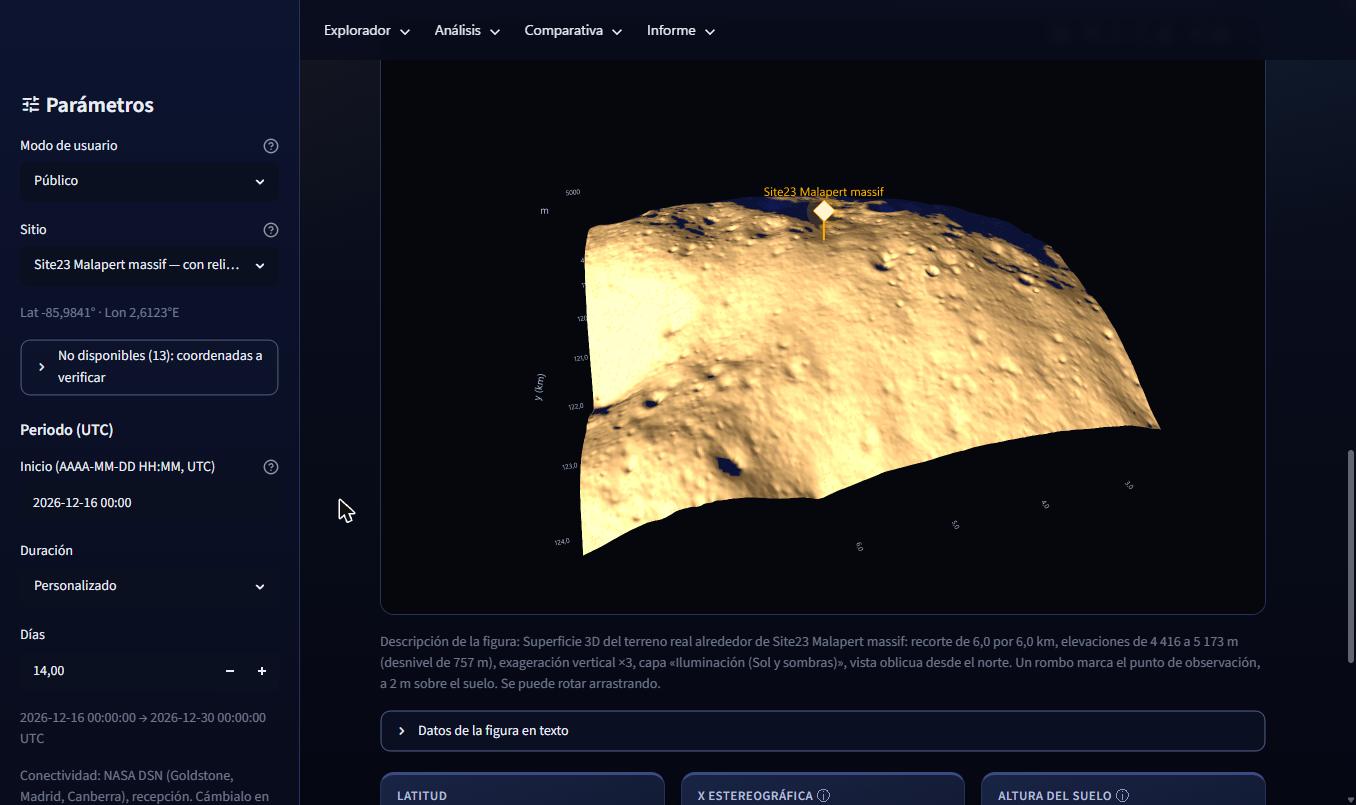 Explorador
Análisis
Comparativa
Informe
Parámetros
Modo de usuario
Público
Sitio
Site23 Malapert massif — con reli…
Lat -85,9841° · Lon 2,6123°E
No disponibles (13): coordenadas a
verificar
Periodo (UTC)
Inicio (AAAA-MM-DD HH:MM, UTC)
2026-12-16 00:00
Duración
Personalizado
Días
14,00
2026-12-16 00:00:00 → 2026-12-30 00:00:00
UTC
Conectividad: NASA DSN (Goldstone,
Madrid, Canberra), recepción. Cámbialo en
Site23 Malapert massif
5000
m
120
121,0
y (km)
122,0
123,0
124,0
6,0
5,0
4,0
3,0
Descripción de la figura: Superficie 3D del terreno real alrededor de Site23 Malapert massif: recorte de 6,0 por 6,0 km, elevaciones de 4 416 a 5 173 m
(desnivel de 757 m), exageración vertical ×3, capa «Iluminación (Sol y sombras)», vista oblicua desde el norte. Un rombo marca el punto de observación,
a 2 m sobre el suelo. Se puede rotar arrastrando.
Datos de la figura en texto
LATITUD
X ESTEREOGRÁFICA
ALTURA DEL SUELO